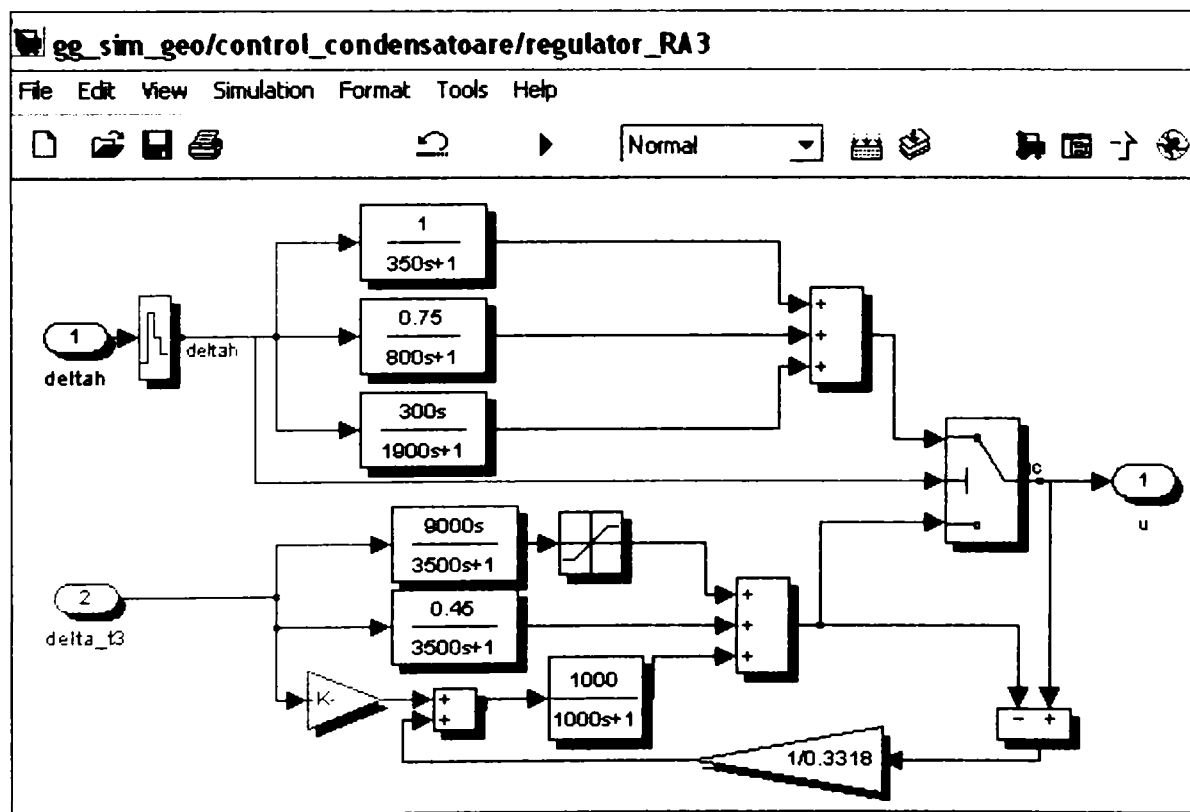 gg_sim_geo/control_condensatoare/regulator_RA3
File Edit View Simulation Format Tools Help
Normal
1
350s+1
1
deltah
deltah
0.75
800s+1
300s
1900s+1
+
+
+
c
1
u
9000s
3500s+1
2
delta_t3
0.45
3500s+1
+
+
+
K-
+
+
1000
1000s+1
- +
1/0.3318